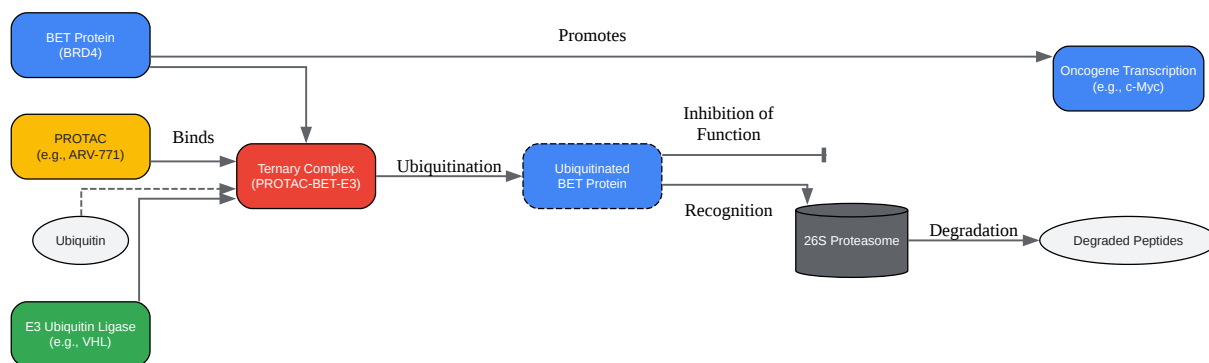 BET Protein
(BRD4)
Promotes
Oncogene Transcription
(e.g., c-Myc)
PROTAC
(e.g., ARV-771)
Binds
Ternary Complex
(PROTAC-BET-E3)
Ubiquitination
Ubiquitinated
BET Protein
Inhibition of
Function
Recognition
Ubiquitin
26S Proteasome
Degradation
Degraded Peptides
E3 Ubiquitin Ligase
(e.g., VHL)